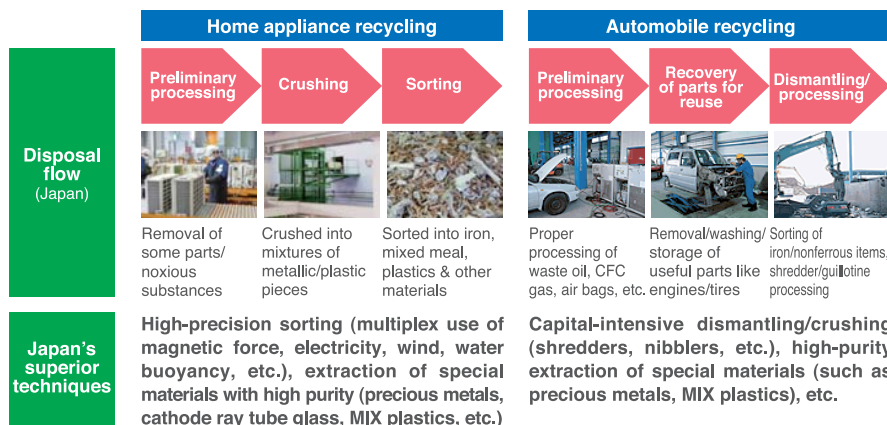 Home appliance recycling
Automobile recycling
Disposal
flow
(Japan)
Preliminary
processing
Crushing
Sorting
Preliminary
processing
Recovery
of parts for
reuse
Dismantling/
processing
Removal of
some parts/
noxious
substances
Crushed into
mixtures of
metallic/plastic
pieces
Sorted into iron,
mixed meal,
plastics & other
materials
Proper
processing of
waste oil, CFC
gas, air bags, etc.
Removal/washing/
storage of
useful parts like
engines/tires
Sorting of
iron/nonferrous items,
shredder/guillotine
processing
Japan's
superior
techniques
High-precision sorting (multiplex use of
magnetic force, electricity, wind, water
buoyancy, etc.), extraction of special
materials with high purity (precious metals,
cathode ray tube glass, MIX plastics, etc.)
Capital-intensive dismantling/crushing
(shredders, nibblers, etc.), high-purity
extraction of special materials (such as
precious metals, MIX plastics), etc.